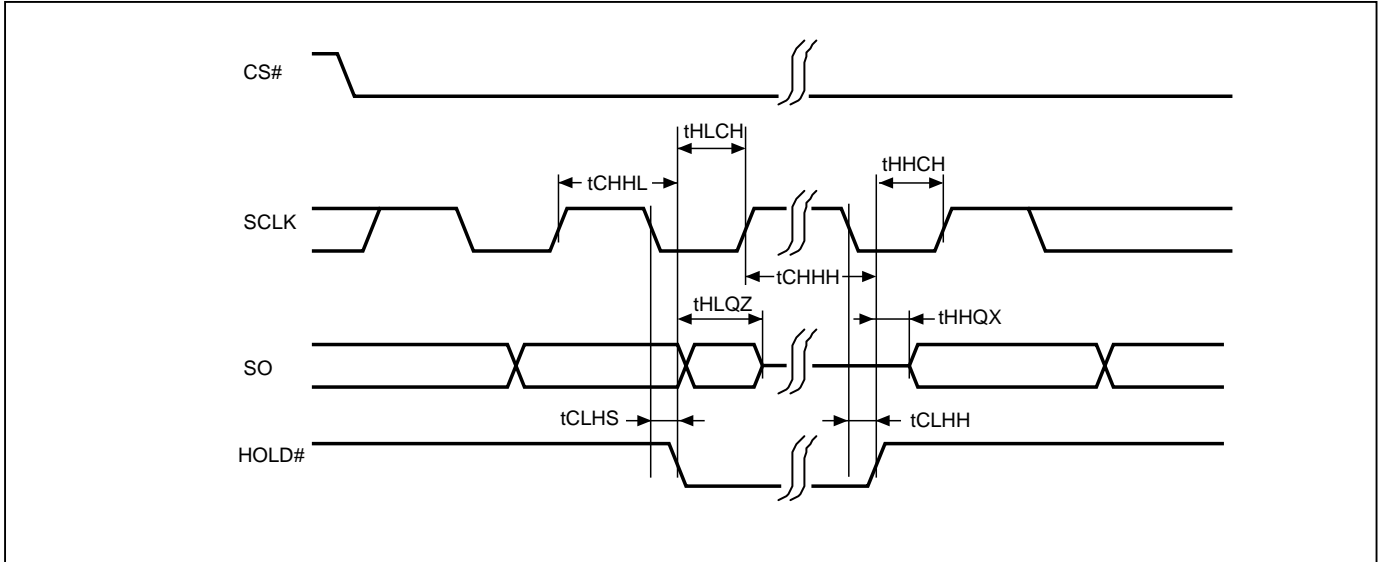 CS#
tHLCH
tHHCH
tCHHL
SCLK
tCHHH
tHLQZ
tHHQX
SO
tCLHS
tCLHH
HOLD#